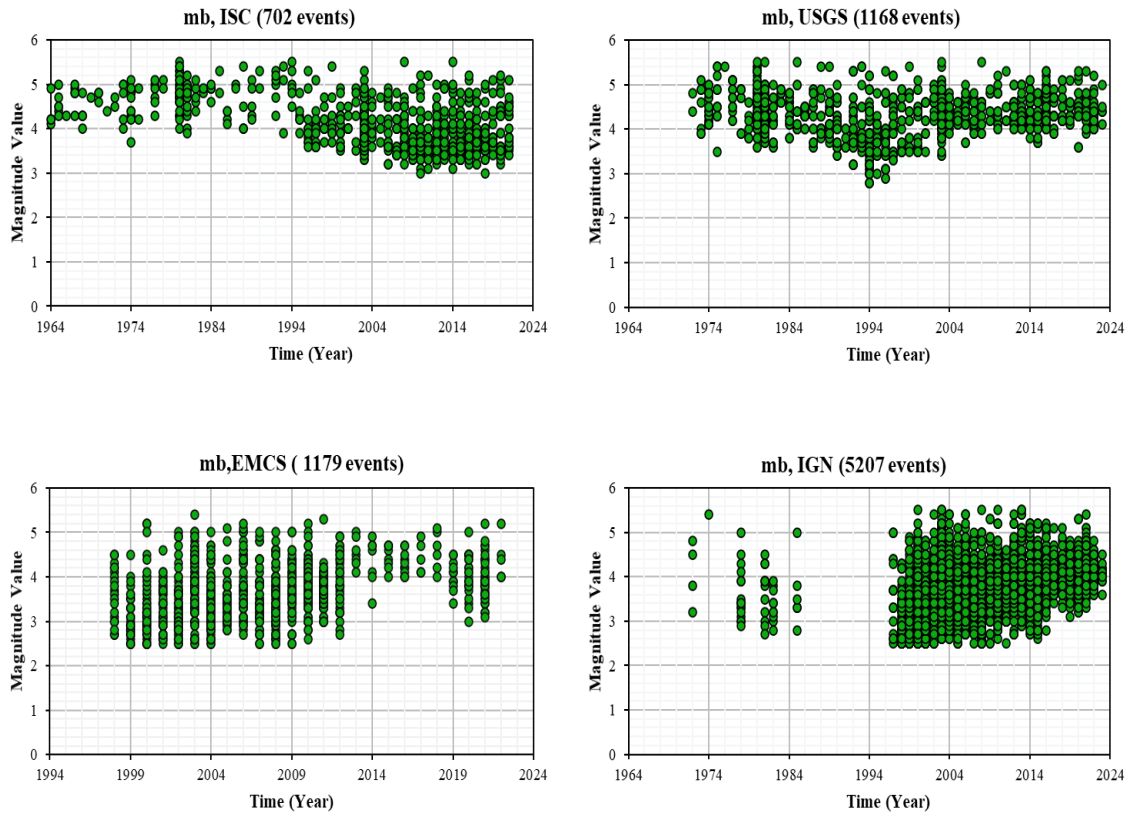 mb, ISC (702 events)
6
5
4
3
2
1
0
Magnitude Value
1964 1974 1984 1994 2004 2014 2024
Time (Year)
mb, USGS (1168 events)
6
5
4
3
2
1
0
Magnitude Value
1964 1974 1984 1994 2004 2014 2024
Time (Year)
mb,EMCS ( 1179 events)
6
5
4
3
2
1
0
Magnitude Value
1994 1999 2004 2009 2014 2019 2024
Time (Year)
mb, IGN (5207 events)
6
5
4
3
2
1
0
Magnitude Value
1964 1974 1984 1994 2004 2014 2024
Time (Year)